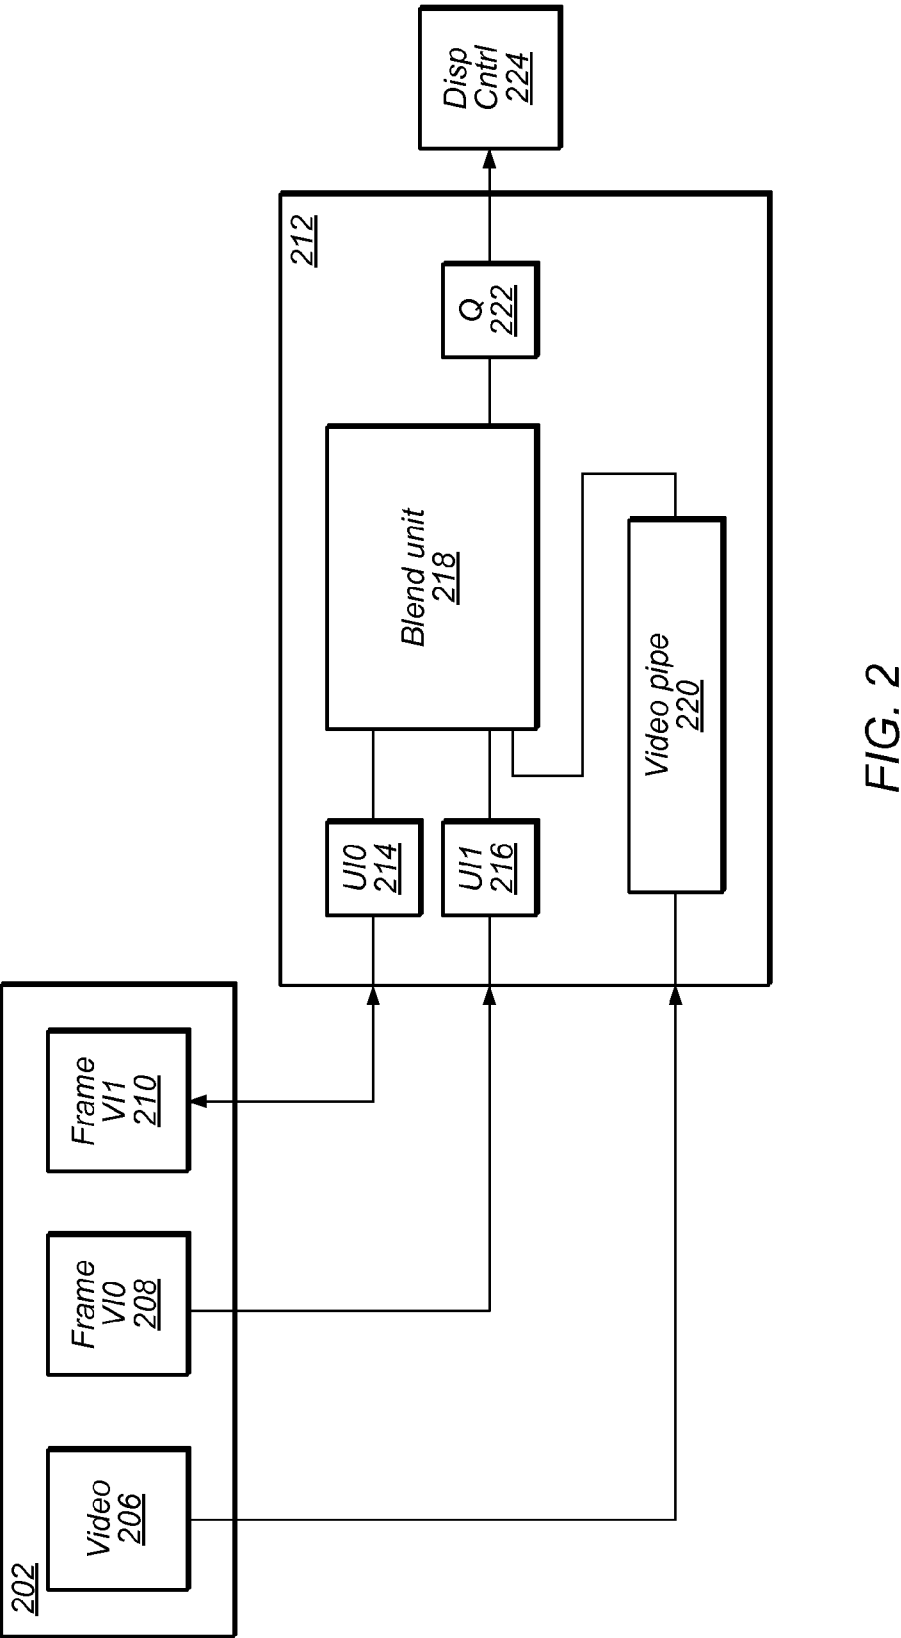 202
Video
206
Frame
VI0
208
Frame
VI1
210
212
UI0
214
UI1
216
Blend unit
218
Video pipe
220
Q
222
Disp
Cntrl
224
FIG. 2